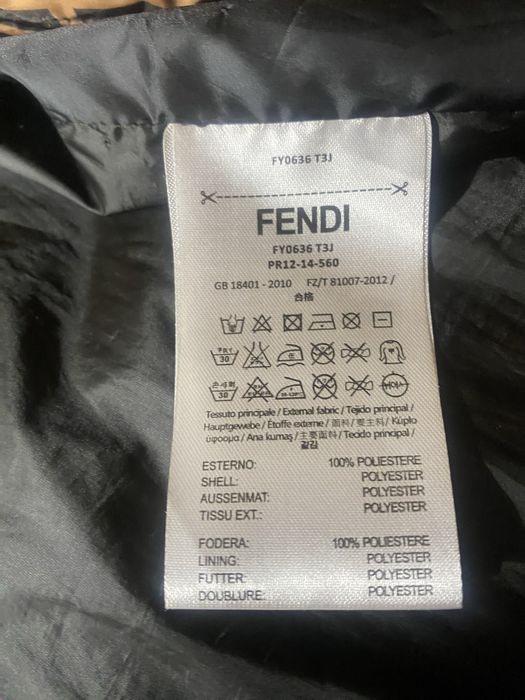 FY0636 T3J
FENDI
FY0636 T3J
PR12-14-560
GB 18401 - 2010 FZ/T 81007-2012 /
合格
30
30
Tessuto principale / External fabric / Tejido principal /
Hauptgewebe / Étoffe externe / 面料 / 要主料 / Κύplo
ύφοομα / Ana kumaş / 主要面料 / Tecido principal /
겉감
ESTERNO: 100% POLIESTERE
SHELL: POLYESTER
AUSSENMAT: POLYESTER
TISSU EXT.: POLYESTER
FODERA: 100% POLIESTERE
LINING: POLYESTER
FUTTER: POLYESTER
DOUBLURE: POLYESTER